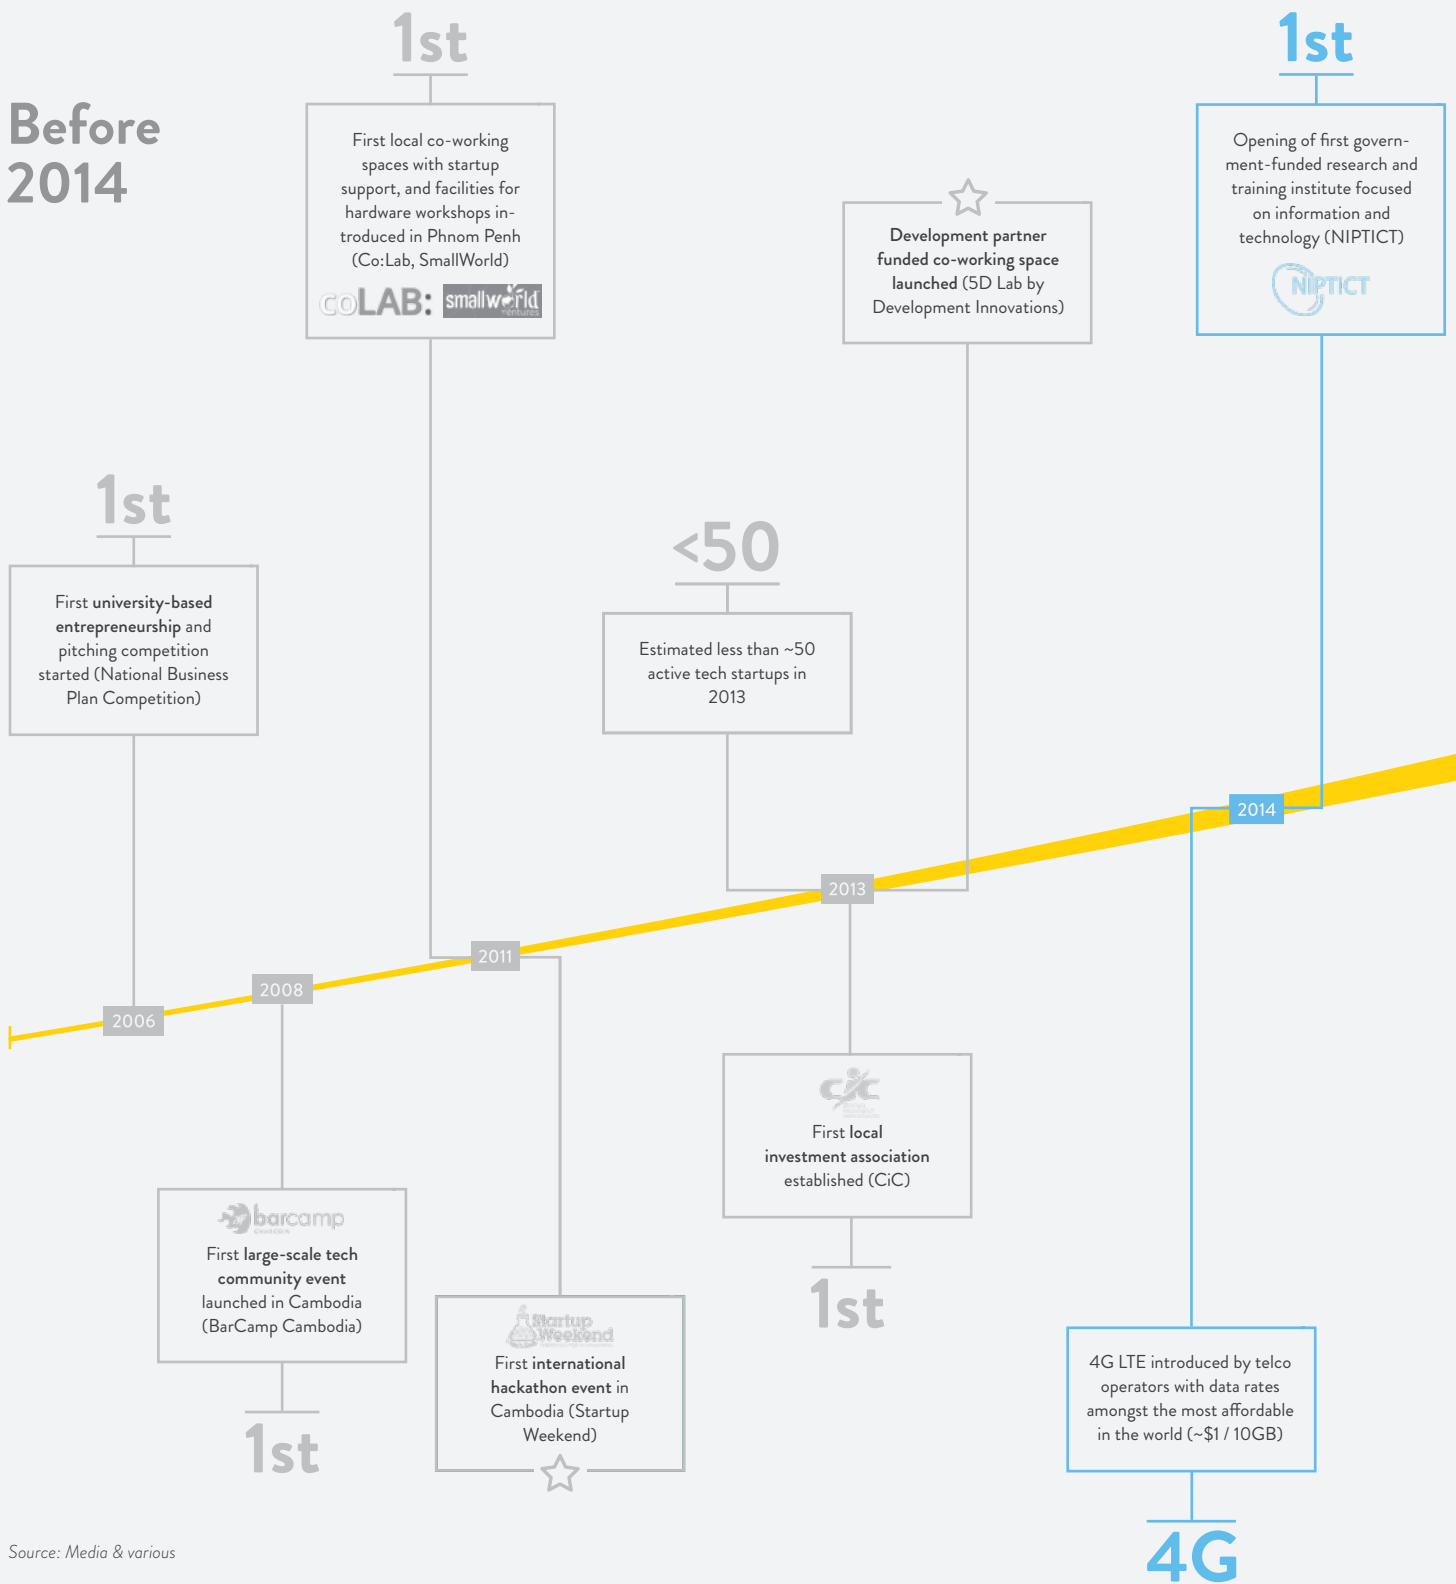 Before
2014
1st
First local co-working
spaces with startup
support, and facilities for
hardware workshops in-
troduced in Phnom Penh
(Co:Lab, SmallWorld)
coLAB:
smallworld
ventures
1st
Opening of first govern-
ment-funded research and
training institute focused
on information and
technology (NIPTICT)
NIPTICT
Development partner
funded co-working space
launched (5D Lab by
Development Innovations)
1st
First university-based
entrepreneurship and
pitching competition
started (National Business
Plan Competition)
<50
Estimated less than ~50
active tech startups in
2013
2006
2008
2011
2013
2014
barcamp
First large-scale tech
community event
launched in Cambodia
(BarCamp Cambodia)
1st
Startup
Weekend
First international
hackathon event in
Cambodia (Startup
Weekend)
CiC
First local
investment association
established (CiC)
1st
4G LTE introduced by telco
operators with data rates
amongst the most affordable
in the world (~$1 / 10GB)
4G
Source: Media & various